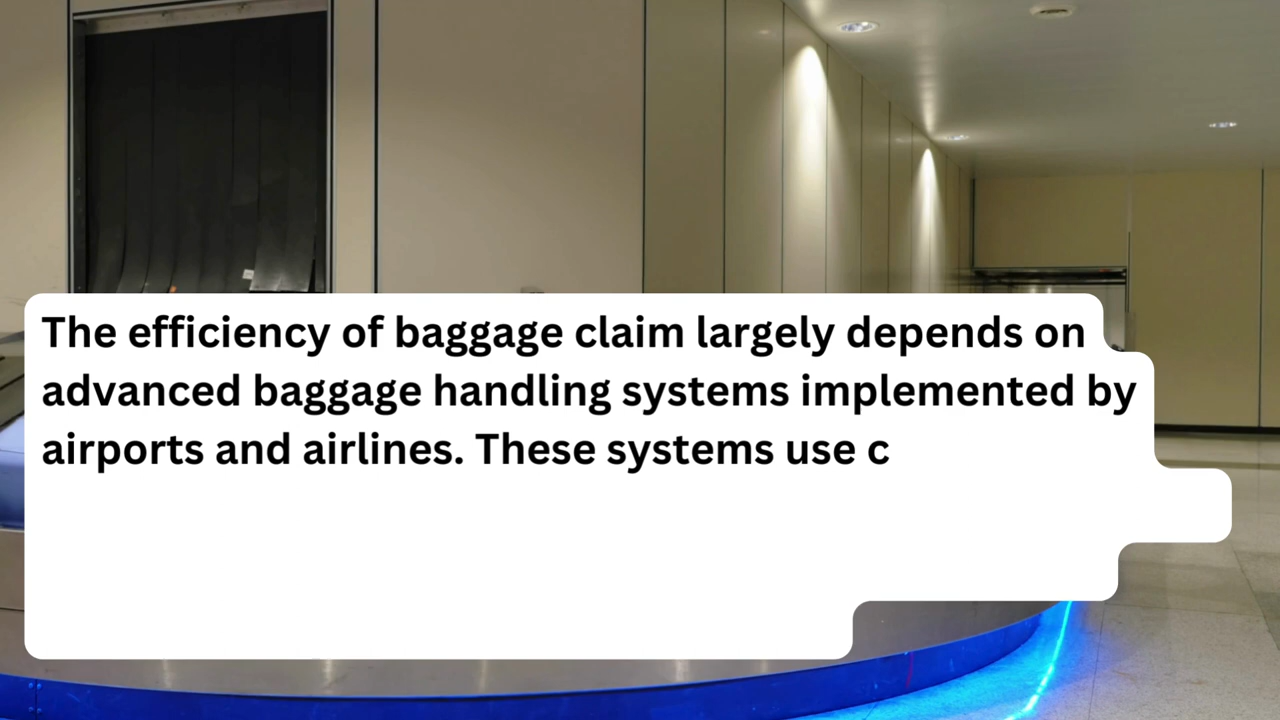 The efficiency of baggage claim largely depends on
advanced baggage handling systems implemented by
airports and airlines. These systems use c